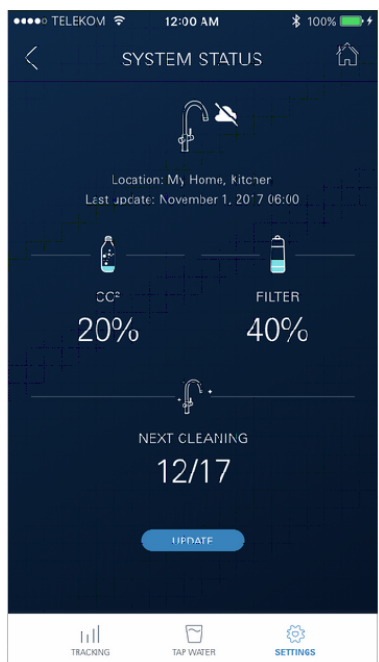 TELEKOM 12:00 AM 100%
SYSTEM STATUS
Location: My Home, Kitchen
Last update: November 1, 2017 06:00
CO² FILTER
20% 40%
NEXT CLEANING
12/17
UPDATE
TRACKING TAP WATER SETTINGS